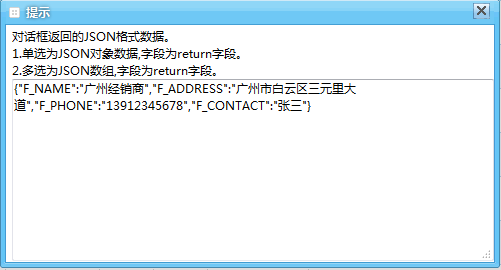 提示
对话框返回的JSON格式数据。
1.单选为JSON对象数据,字段为return字段。
2.多选为JSON数组,字段为return字段。
{"F_NAME":"广州经销商","F_ADDRESS":"广州市白云区三元里大
道","F_PHONE":"13912345678","F_CONTACT":"张三"}